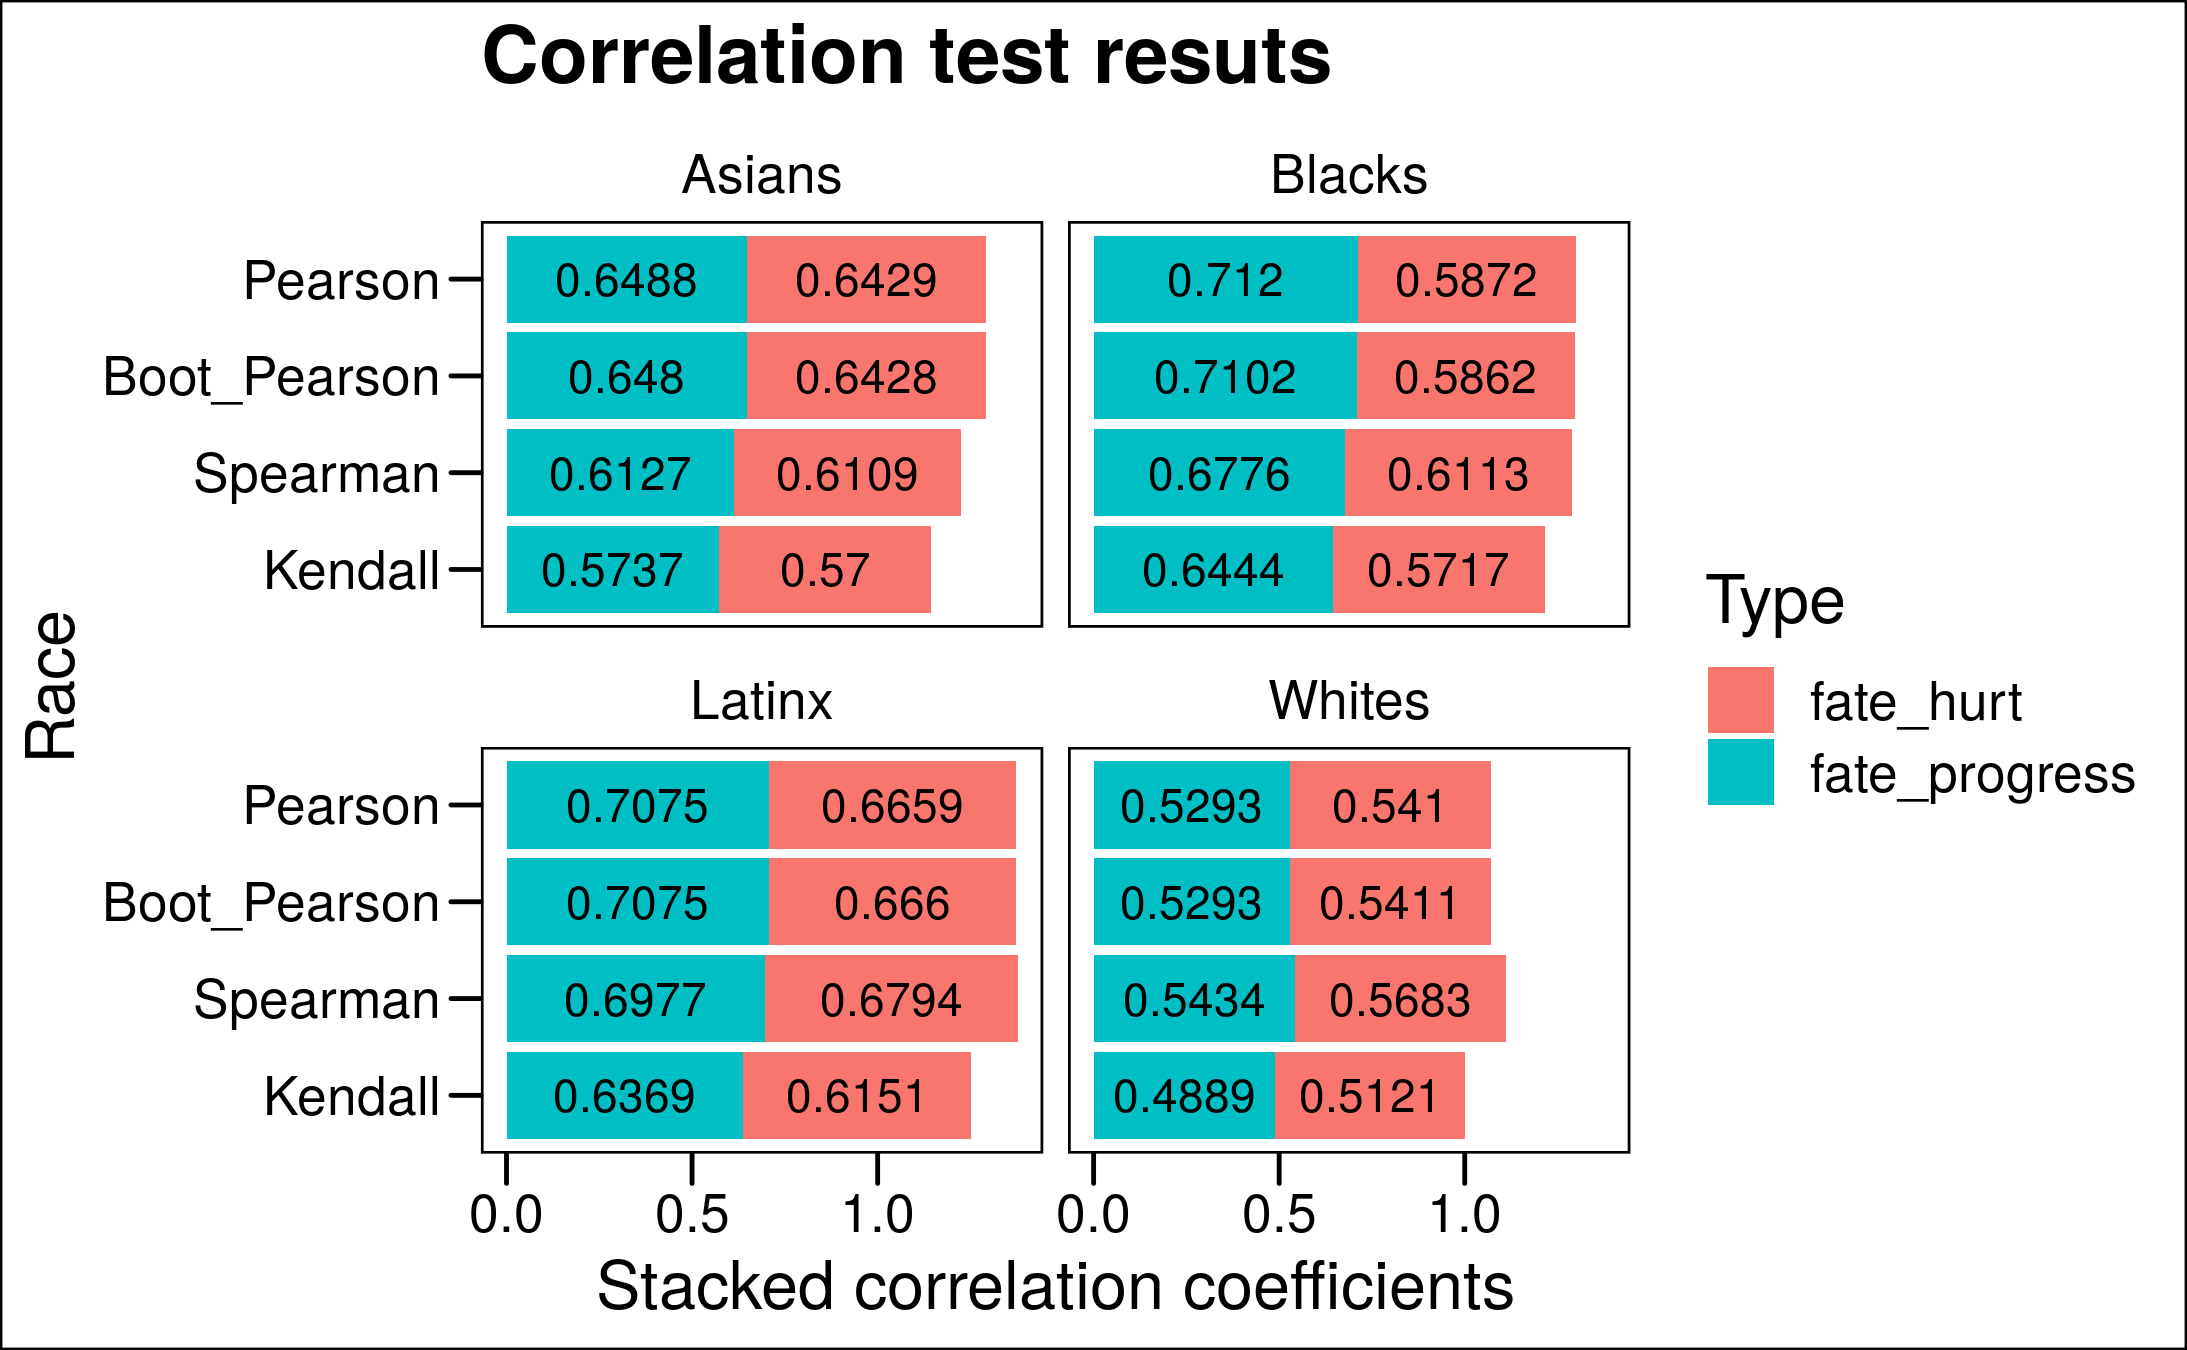 Correlation test resuts
Asians
Blacks
Pearson 0.6488 0.6429 0.712 0.5872
Boot_Pearson 0.648 0.6428 0.7102 0.5862
Spearman 0.6127 0.6109 0.6776 0.6113
Kendall 0.5737 0.57 0.6444 0.5717
Race
Latinx
Whites
Pearson 0.7075 0.6659 0.5293 0.541
Boot_Pearson 0.7075 0.666 0.5293 0.5411
Spearman 0.6977 0.6794 0.5434 0.5683
Kendall 0.6369 0.6151 0.4889 0.5121
0.0 0.5 1.0 0.0 0.5 1.0
Stacked correlation coefficients
Type
fate_hurt
fate_progress